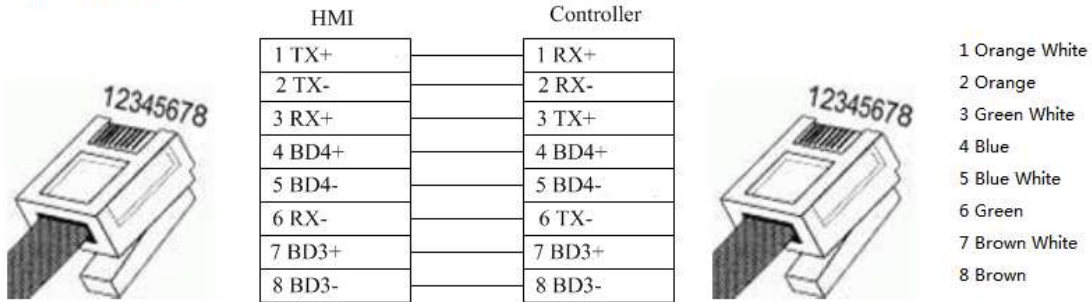 HMI
Controller
1 TX+
1 RX+
2 TX-
2 RX-
3 RX+
3 TX+
4 BD4+
4 BD4+
5 BD4-
5 BD4-
6 RX-
6 TX-
7 BD3+
7 BD3+
8 BD3-
8 BD3-
12345678
12345678
1 Orange White
2 Orange
3 Green White
4 Blue
5 Blue White
6 Green
7 Brown White
8 Brown